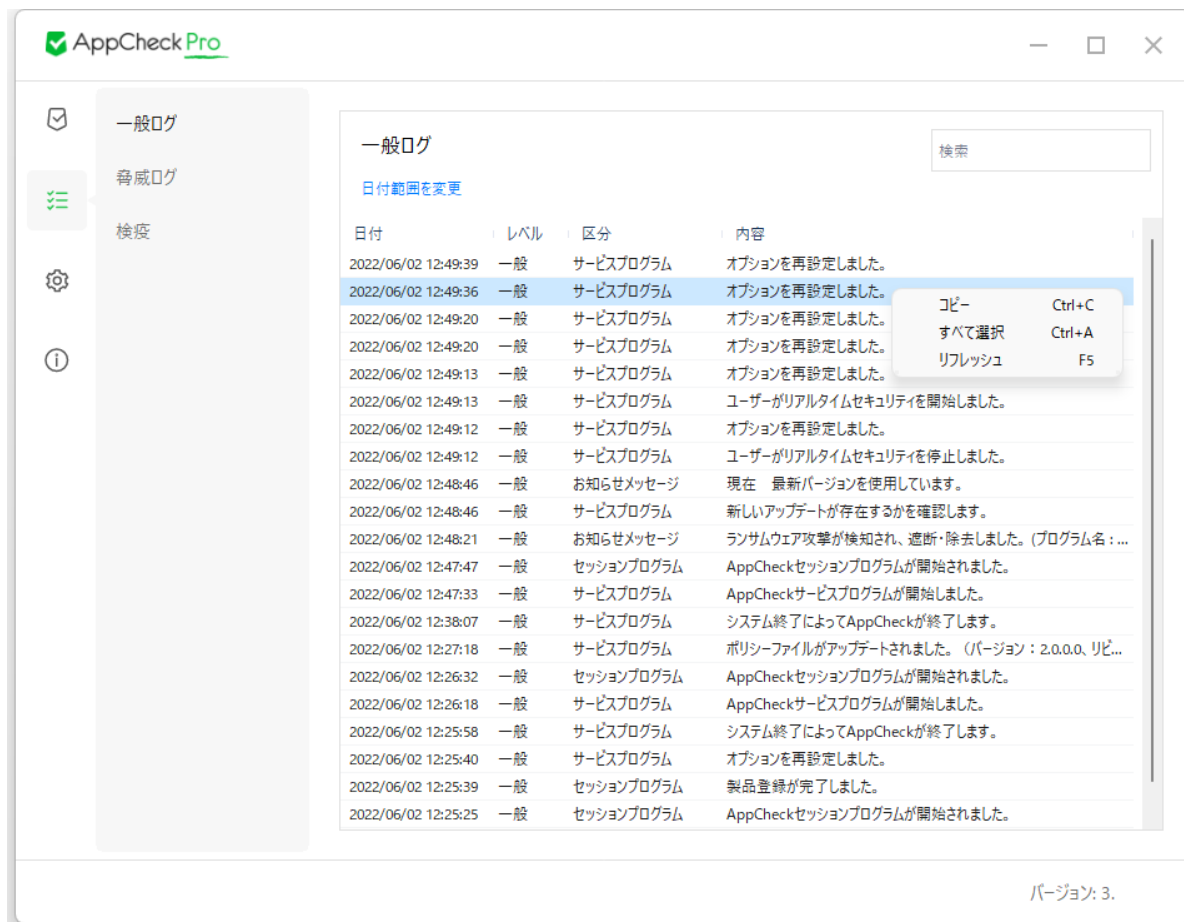 AppCheck Pro
一般ログ
脅威ログ
検疫
一般ログ
検索
日付範囲を変更
日付 レベル 区分 内容
2022/06/02 12:49:39 一般 サービスプログラム オプションを再設定しました。
2022/06/02 12:49:36 一般 サービスプログラム オプションを再設定しました。
コピー Ctrl+C
すべて選択 Ctrl+A
リフレッシュ F5
2022/06/02 12:49:20 一般 サービスプログラム オプションを再設定しました。
2022/06/02 12:49:20 一般 サービスプログラム オプションを再設定しました。
2022/06/02 12:49:13 一般 サービスプログラム オプションを再設定しました。
2022/06/02 12:49:13 一般 サービスプログラム ユーザーがリアルタイムセキュリティを開始しました。
2022/06/02 12:49:12 一般 サービスプログラム オプションを再設定しました。
2022/06/02 12:49:12 一般 サービスプログラム ユーザーがリアルタイムセキュリティを停止しました。
2022/06/02 12:48:46 一般 お知らせメッセージ 現在　最新バージョンを使用しています。
2022/06/02 12:48:46 一般 サービスプログラム 新しいアップデートが存在するかを確認します。
2022/06/02 12:48:21 一般 お知らせメッセージ ランサムウェア攻撃が検知され、遮断・除去しました。(プログラム名 : ...
2022/06/02 12:47:47 一般 セッションプログラム AppCheckセッションプログラムが開始されました。
2022/06/02 12:47:33 一般 サービスプログラム AppCheckサービスプログラムが開始しました。
2022/06/02 12:38:07 一般 サービスプログラム システム終了によってAppCheckが終了します。
2022/06/02 12:27:18 一般 サービスプログラム ポリシーファイルがアップデートされました。（バージョン：2.0.0.0、リビ...
2022/06/02 12:26:32 一般 セッションプログラム AppCheckセッションプログラムが開始されました。
2022/06/02 12:26:18 一般 サービスプログラム AppCheckサービスプログラムが開始しました。
2022/06/02 12:25:58 一般 サービスプログラム システム終了によってAppCheckが終了します。
2022/06/02 12:25:40 一般 サービスプログラム オプションを再設定しました。
2022/06/02 12:25:39 一般 セッションプログラム 製品登録が完了しました。
2022/06/02 12:25:25 一般 セッションプログラム AppCheckセッションプログラムが開始されました。
バージョン: 3.